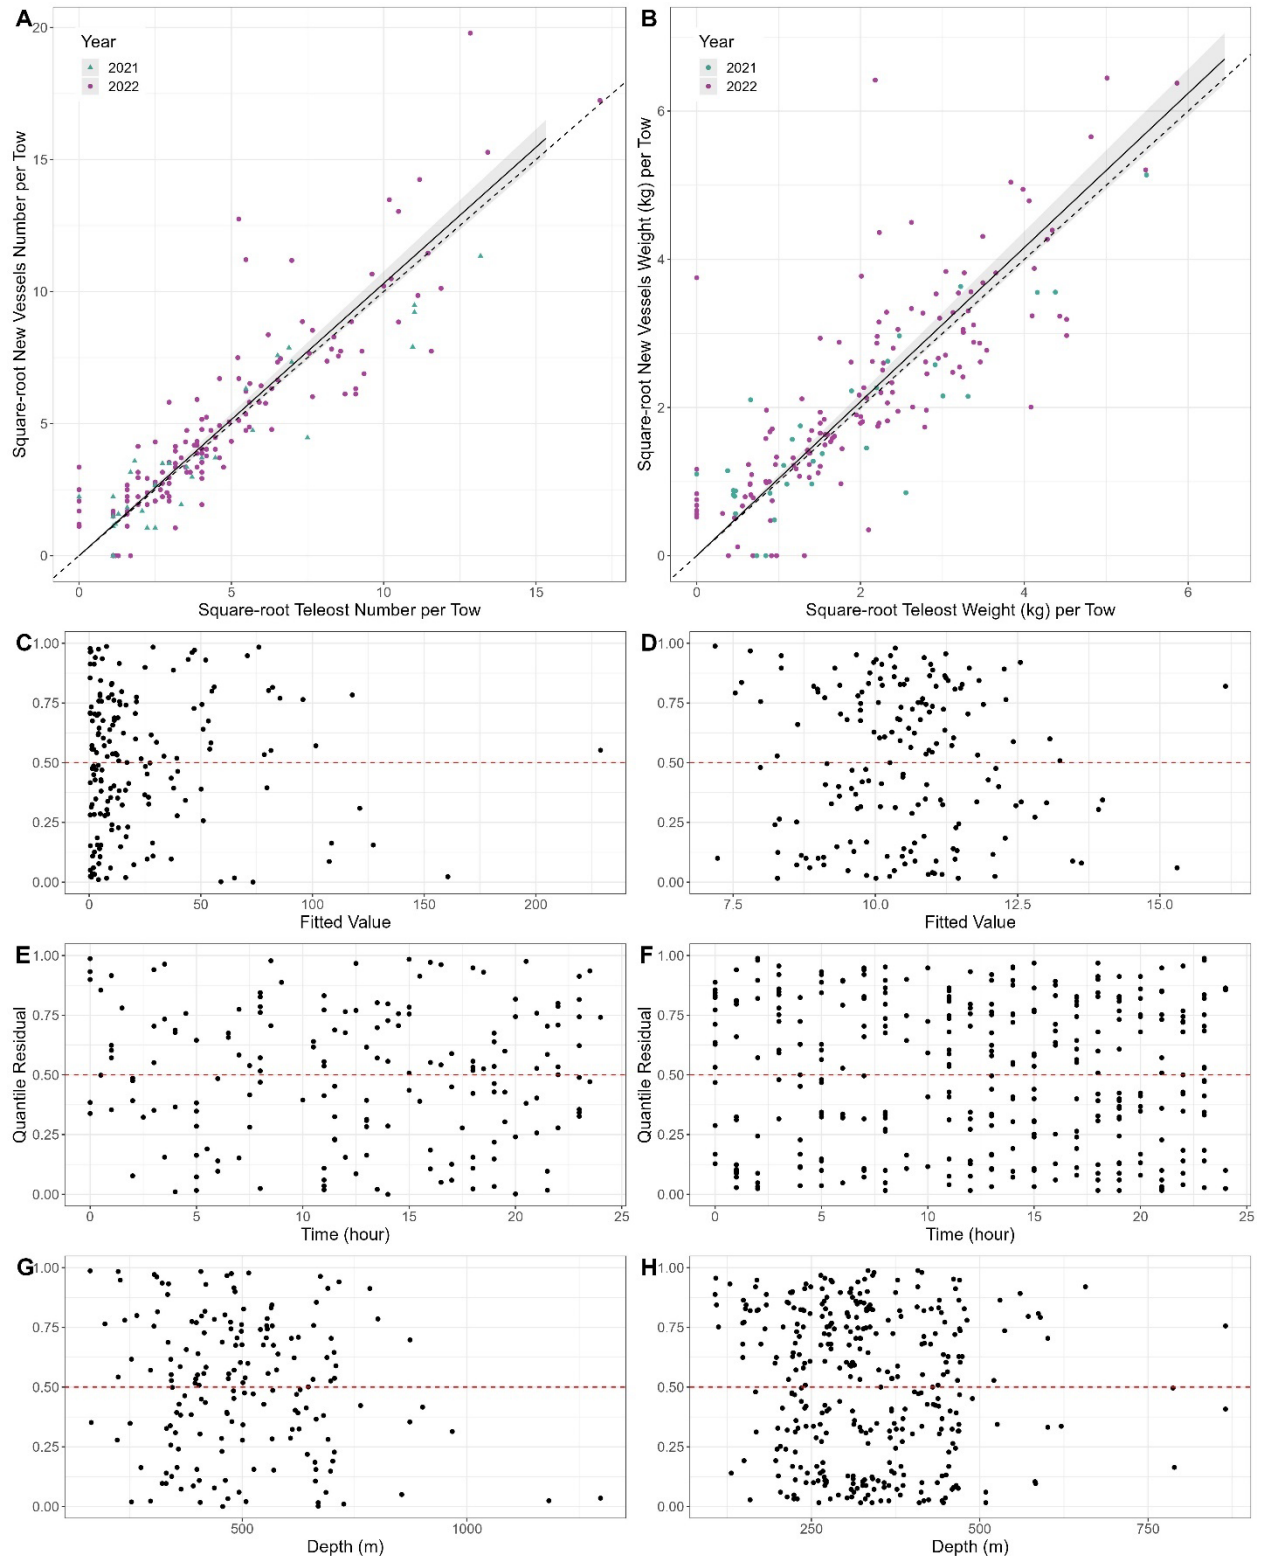 A
B
Year
2021
2022
Year
2021
2022
20
15
10
5
0
Square-root New Vessels Number per Tow
6
4
2
0
Square-root New Vessels Weight (kg) per Tow
0 5 10 15
0 2 4 6
Square-root Teleost Number per Tow
Square-root Teleost Weight (kg) per Tow
C
D
1.00
0.75
0.50
0.25
0.00
1.00
0.75
0.50
0.25
0.00
0 50 100 150 200
7.5 10.0 12.5 15.0
Fitted Value
Fitted Value
E
F
1.00
0.75
0.50
0.25
0.00
Quantile Residual
1.00
0.75
0.50
0.25
0.00
Quantile Residual
0 5 10 15 20 25
0 5 10 15 20 25
Time (hour)
Time (hour)
G
H
1.00
0.75
0.50
0.25
0.00
1.00
0.75
0.50
0.25
0.00
500 1000
250 500 750
Depth (m)
Depth (m)